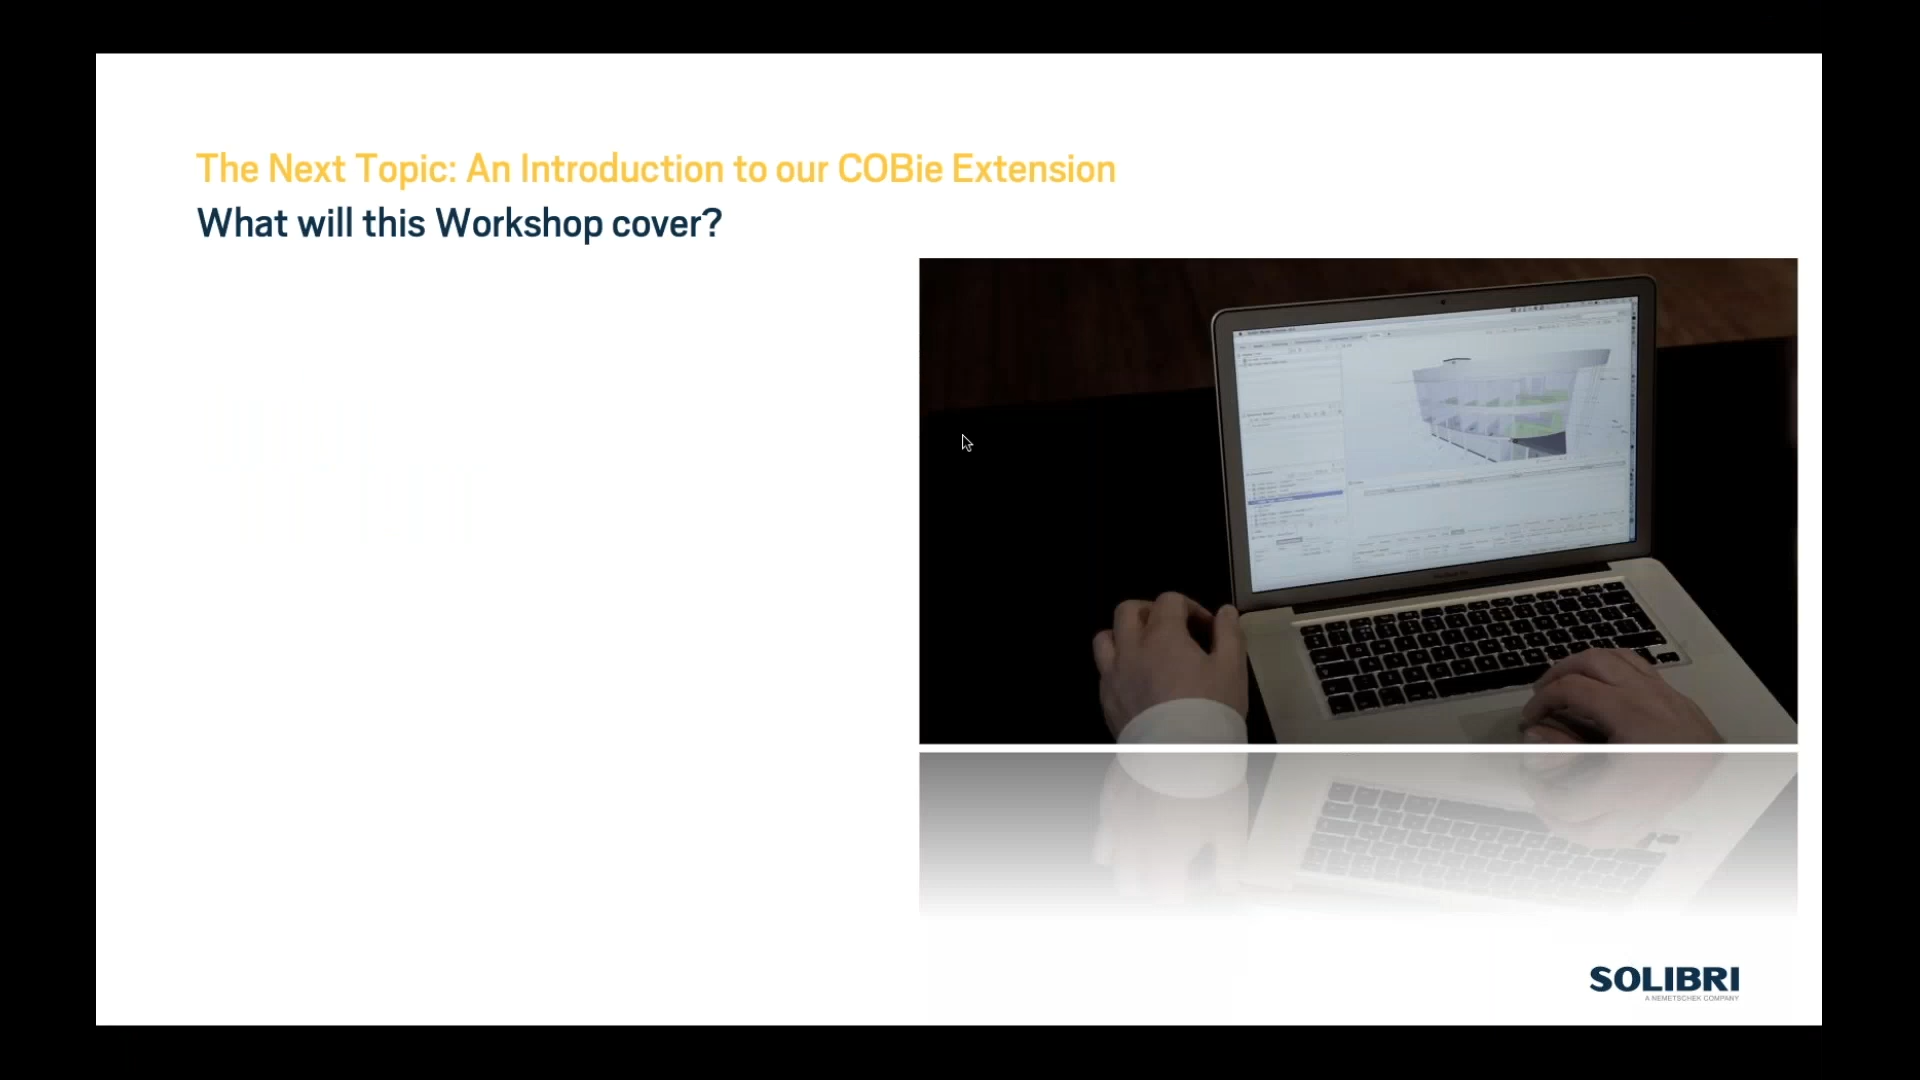 The Next Topic: An Introduction to our COBie Extension
What will this Workshop cover?
SOLIBRI
A NEMETSCHEK COMPANY